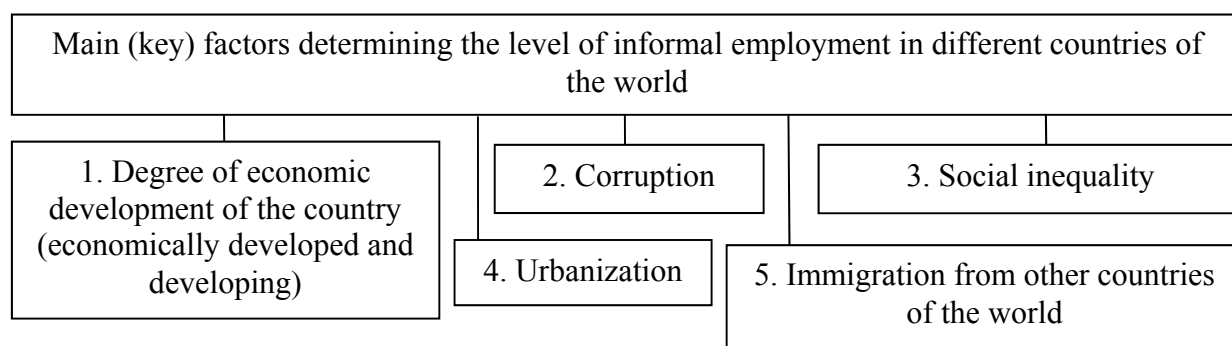 Main (key) factors determining the level of informal employment in different countries of
the world
1. Degree of economic
development of the country
(economically developed and
developing)
2. Corruption
3. Social inequality
4. Urbanization
5. Immigration from other countries
of the world